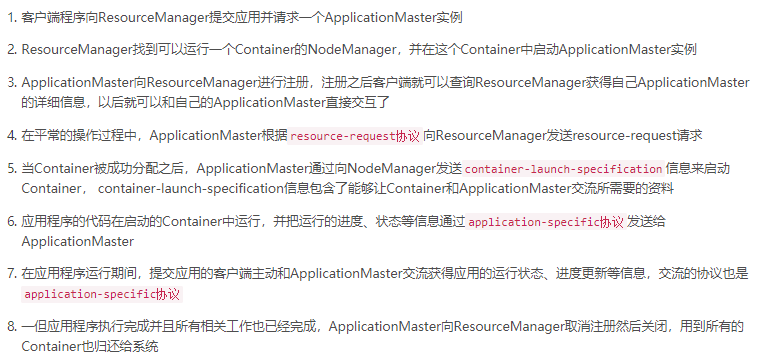 1. 客户端程序向ResourceManager提交应用并请求一个ApplicationMaster实例
2. ResourceManager找到可以运行一个Container的NodeManager，并在这个Container中启动ApplicationMaster实例
3. ApplicationMaster向ResourceManager进行注册，注册之后客户端就可以查询ResourceManager获得自己ApplicationMaster
的详细信息，以后就可以和自己的ApplicationMaster直接交互了
4. 在平常的操作过程中，ApplicationMaster根据resource-request协议向ResourceManager发送resource-request请求
5. 当Container被成功分配之后，ApplicationMaster通过向NodeManager发送container-launch-specification信息来启动
Container， container-launch-specification信息包含了能够让Container和ApplicationMaster交流所需要的资料
6. 应用程序的代码在启动的Container中运行，并把运行的进度、状态等信息通过application-specific协议发送给
ApplicationMaster
7. 在应用程序运行期间，提交应用的客户端主动和ApplicationMaster交流获得应用的运行状态、进度更新等信息，交流的协议也是
application-specific协议
8. 一但应用程序执行完成并且所有相关工作也已经完成，ApplicationMaster向ResourceManager取消注册然后关闭，用到所有的
Container也归还给系统